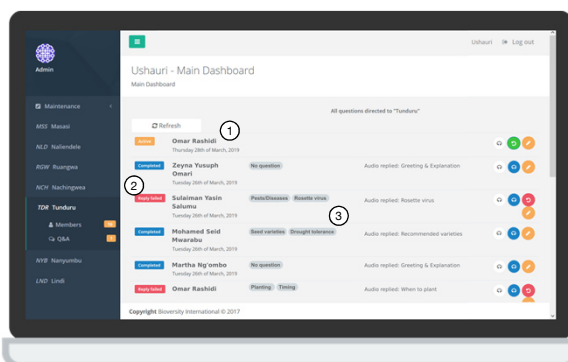 Ushauri Log out
Admin
Ushauri - Main Dashboard
Main Dashboard
Maintenance
All questions directed to "Tunduru"
Refresh
1
MSS Masasi
NLD Naliendele
RGW Ruangwa
NCH Nachingwea
TDR Tunduru
Members
Q&A
NYB Nanyumbu
LND Lindi
Active Omar Rashidi
Thursday 28th of March, 2019
Completed Zeyna Yusuph Omari No question Audio replied: Greeting & Explanation
Tuesday 26th of March, 2019
2
Reply failed Sulaiman Yasin Salumu Pests/Diseases Rosette virus Audio replied: Rosette virus
Tuesday 26th of March, 2019
3
Completed Mohamed Seid Mwarabu Seed varieties Drought tolerance Audio replied: Recommended varieties
Tuesday 26th of March, 2019
Completed Martha Ng'ombo No question Audio replied: Greeting & Explanation
Tuesday 26th of March, 2019
Reply failed Omar Rashidi Planting Timing Audio replied: When to plant
Copyright Bioversity International © 2017